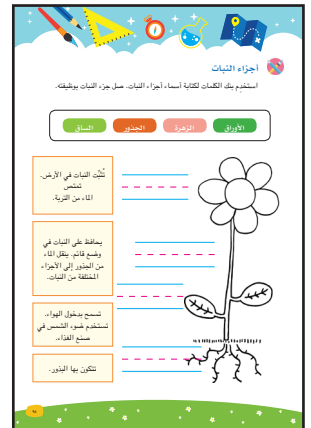 أجزاء النبات
استخدم بنك الكلمات لكتابة أسماء أجزاء النبات. صل جزء النبات بوظيفته.
الأوراق الزهرة الجذور الساق
تُثَبِّت النبات في الأرض.
تمتص
الماء من التربة.
يحافظ على النبات في
وضع قائم. ينقل الماء
من الجذور إلى الأجزاء
المختلفة من النبات.
تسمح بدخول الهواء.
تستخدم ضوء الشمس في
صنع الغذاء.
تتكون بها البذور.